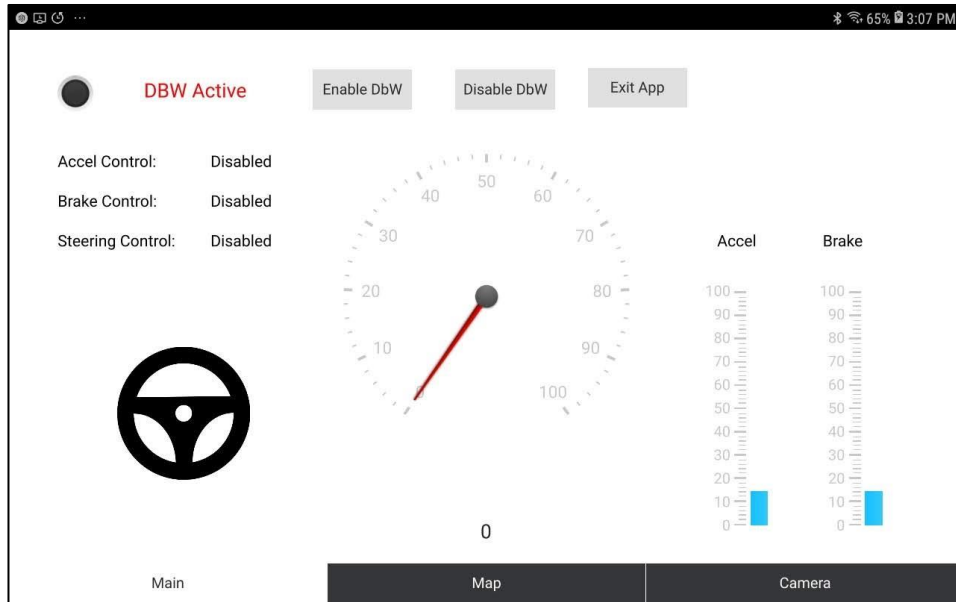 65% 3:07 PM
DBW Active
Enable DbW
Disable DbW
Exit App
Accel Control: Disabled
Brake Control: Disabled
Steering Control: Disabled
0
10
20
30
40
50
60
70
80
90
100
0
Accel
100
90
80
70
60
50
40
30
20
10
0
Brake
100
90
80
70
60
50
40
30
20
10
0
Main
Map
Camera